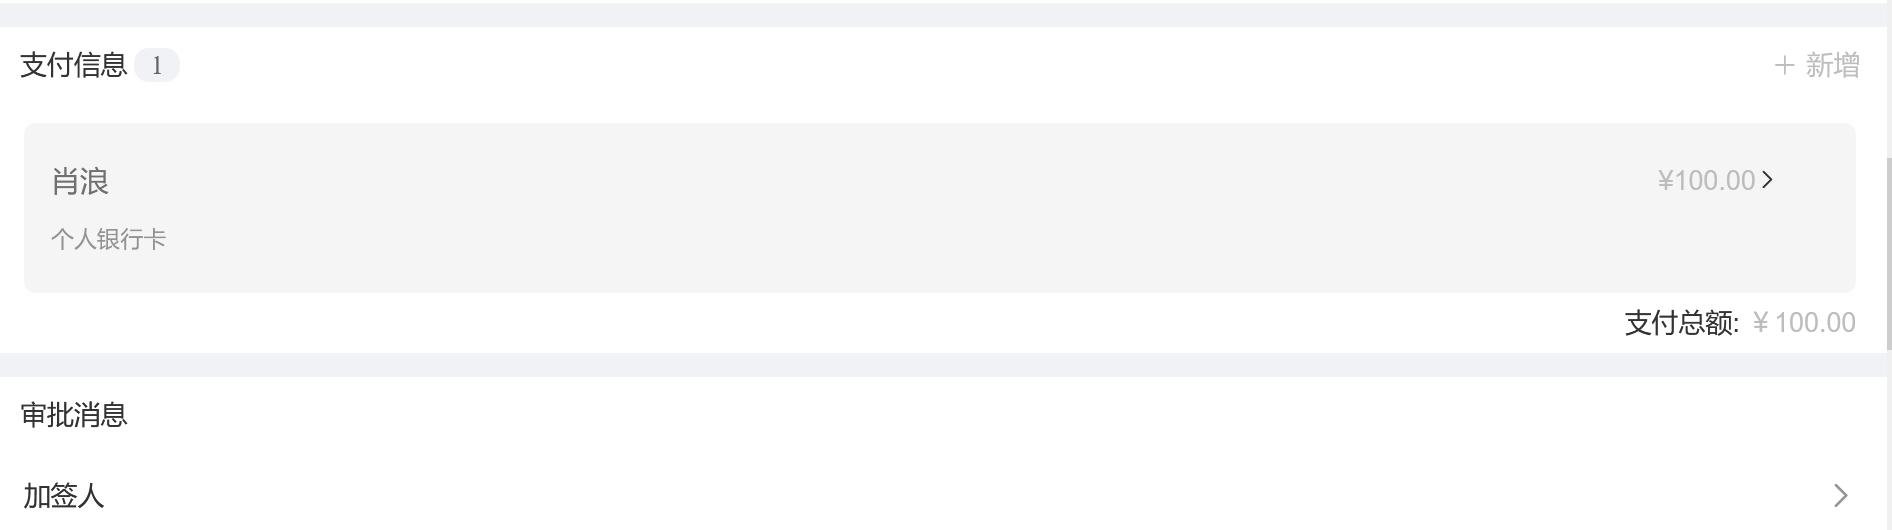 支付信息 1
+ 新增
肖浪
¥100.00
个人银行卡
支付总额: ¥ 100.00
审批消息
加签人